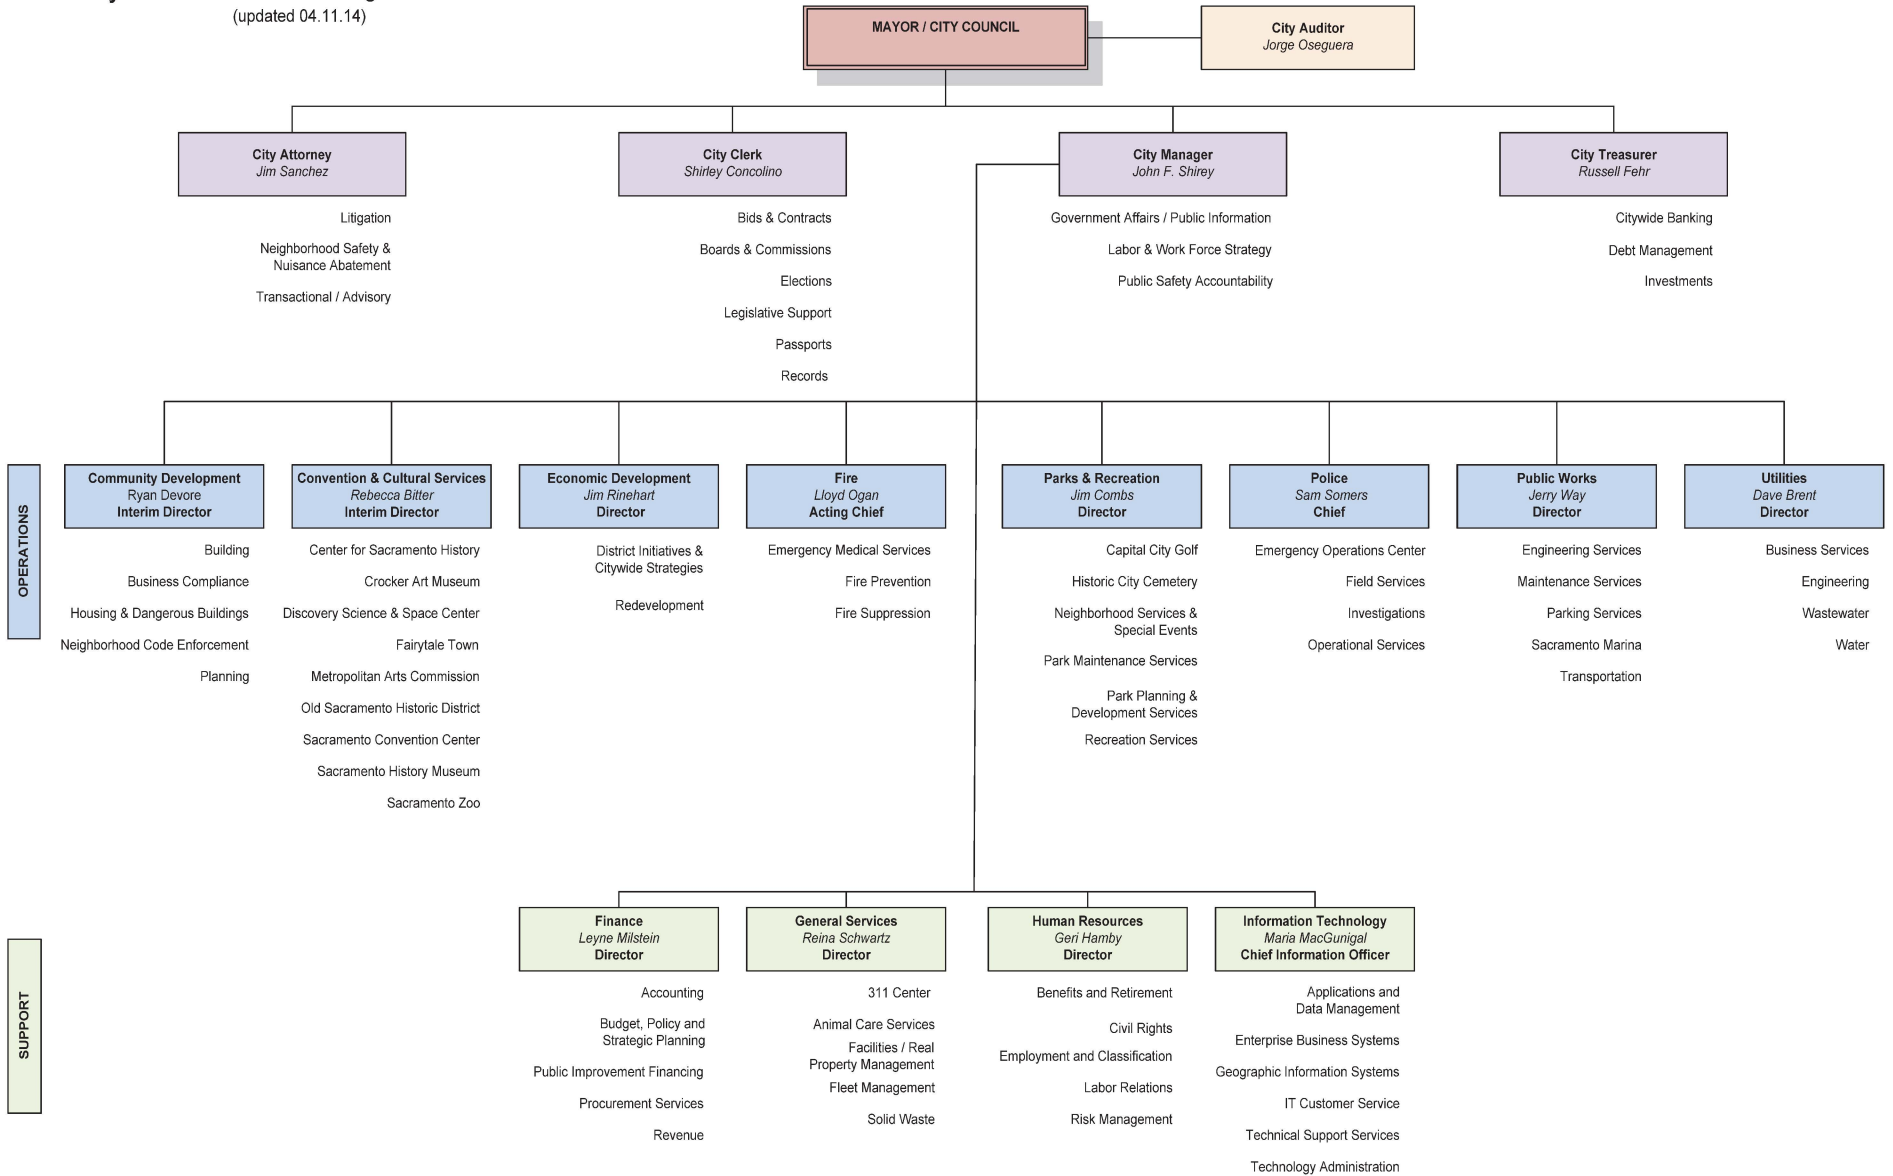 (updated 04.11.14)
MAYOR / CITY COUNCIL
City Auditor
Jorge Oseguera
City Attorney
Jim Sanchez
Litigation
Neighborhood Safety &
Nuisance Abatement
Transactional / Advisory
City Clerk
Shirley Concolino
Bids & Contracts
Boards & Commissions
Elections
Legislative Support
Passports
Records
City Manager
John F. Shirey
Government Affairs / Public Information
Labor & Work Force Strategy
Public Safety Accountability
City Treasurer
Russell Fehr
Citywide Banking
Debt Management
Investments
OPERATIONS
Community Development
Ryan Devore
Interim Director
Building
Business Compliance
Housing & Dangerous Buildings
Neighborhood Code Enforcement
Planning
Convention & Cultural Services
Rebecca Bitter
Interim Director
Center for Sacramento History
Crocker Art Museum
Discovery Science & Space Center
Fairytale Town
Metropolitan Arts Commission
Old Sacramento Historic District
Sacramento Convention Center
Sacramento History Museum
Sacramento Zoo
Economic Development
Jim Rinehart
Director
District Initiatives &
Citywide Strategies
Redevelopment
Fire
Lloyd Ogan
Acting Chief
Emergency Medical Services
Fire Prevention
Fire Suppression
Parks & Recreation
Jim Combs
Director
Capital City Golf
Historic City Cemetery
Neighborhood Services &
Special Events
Park Maintenance Services
Park Planning &
Development Services
Recreation Services
Police
Sam Somers
Chief
Emergency Operations Center
Field Services
Investigations
Operational Services
Public Works
Jerry Way
Director
Engineering Services
Maintenance Services
Parking Services
Sacramento Marina
Transportation
Utilities
Dave Brent
Director
Business Services
Engineering
Wastewater
Water
SUPPORT
Finance
Leyne Milstein
Director
Accounting
Budget, Policy and
Strategic Planning
Public Improvement Financing
Procurement Services
Revenue
General Services
Reina Schwartz
Director
311 Center
Animal Care Services
Facilities / Real
Property Management
Fleet Management
Solid Waste
Human Resources
Geri Hamby
Director
Benefits and Retirement
Civil Rights
Employment and Classification
Labor Relations
Risk Management
Information Technology
Maria MacGunigal
Chief Information Officer
Applications and
Data Management
Enterprise Business Systems
Geographic Information Systems
IT Customer Service
Technical Support Services
Technology Administration